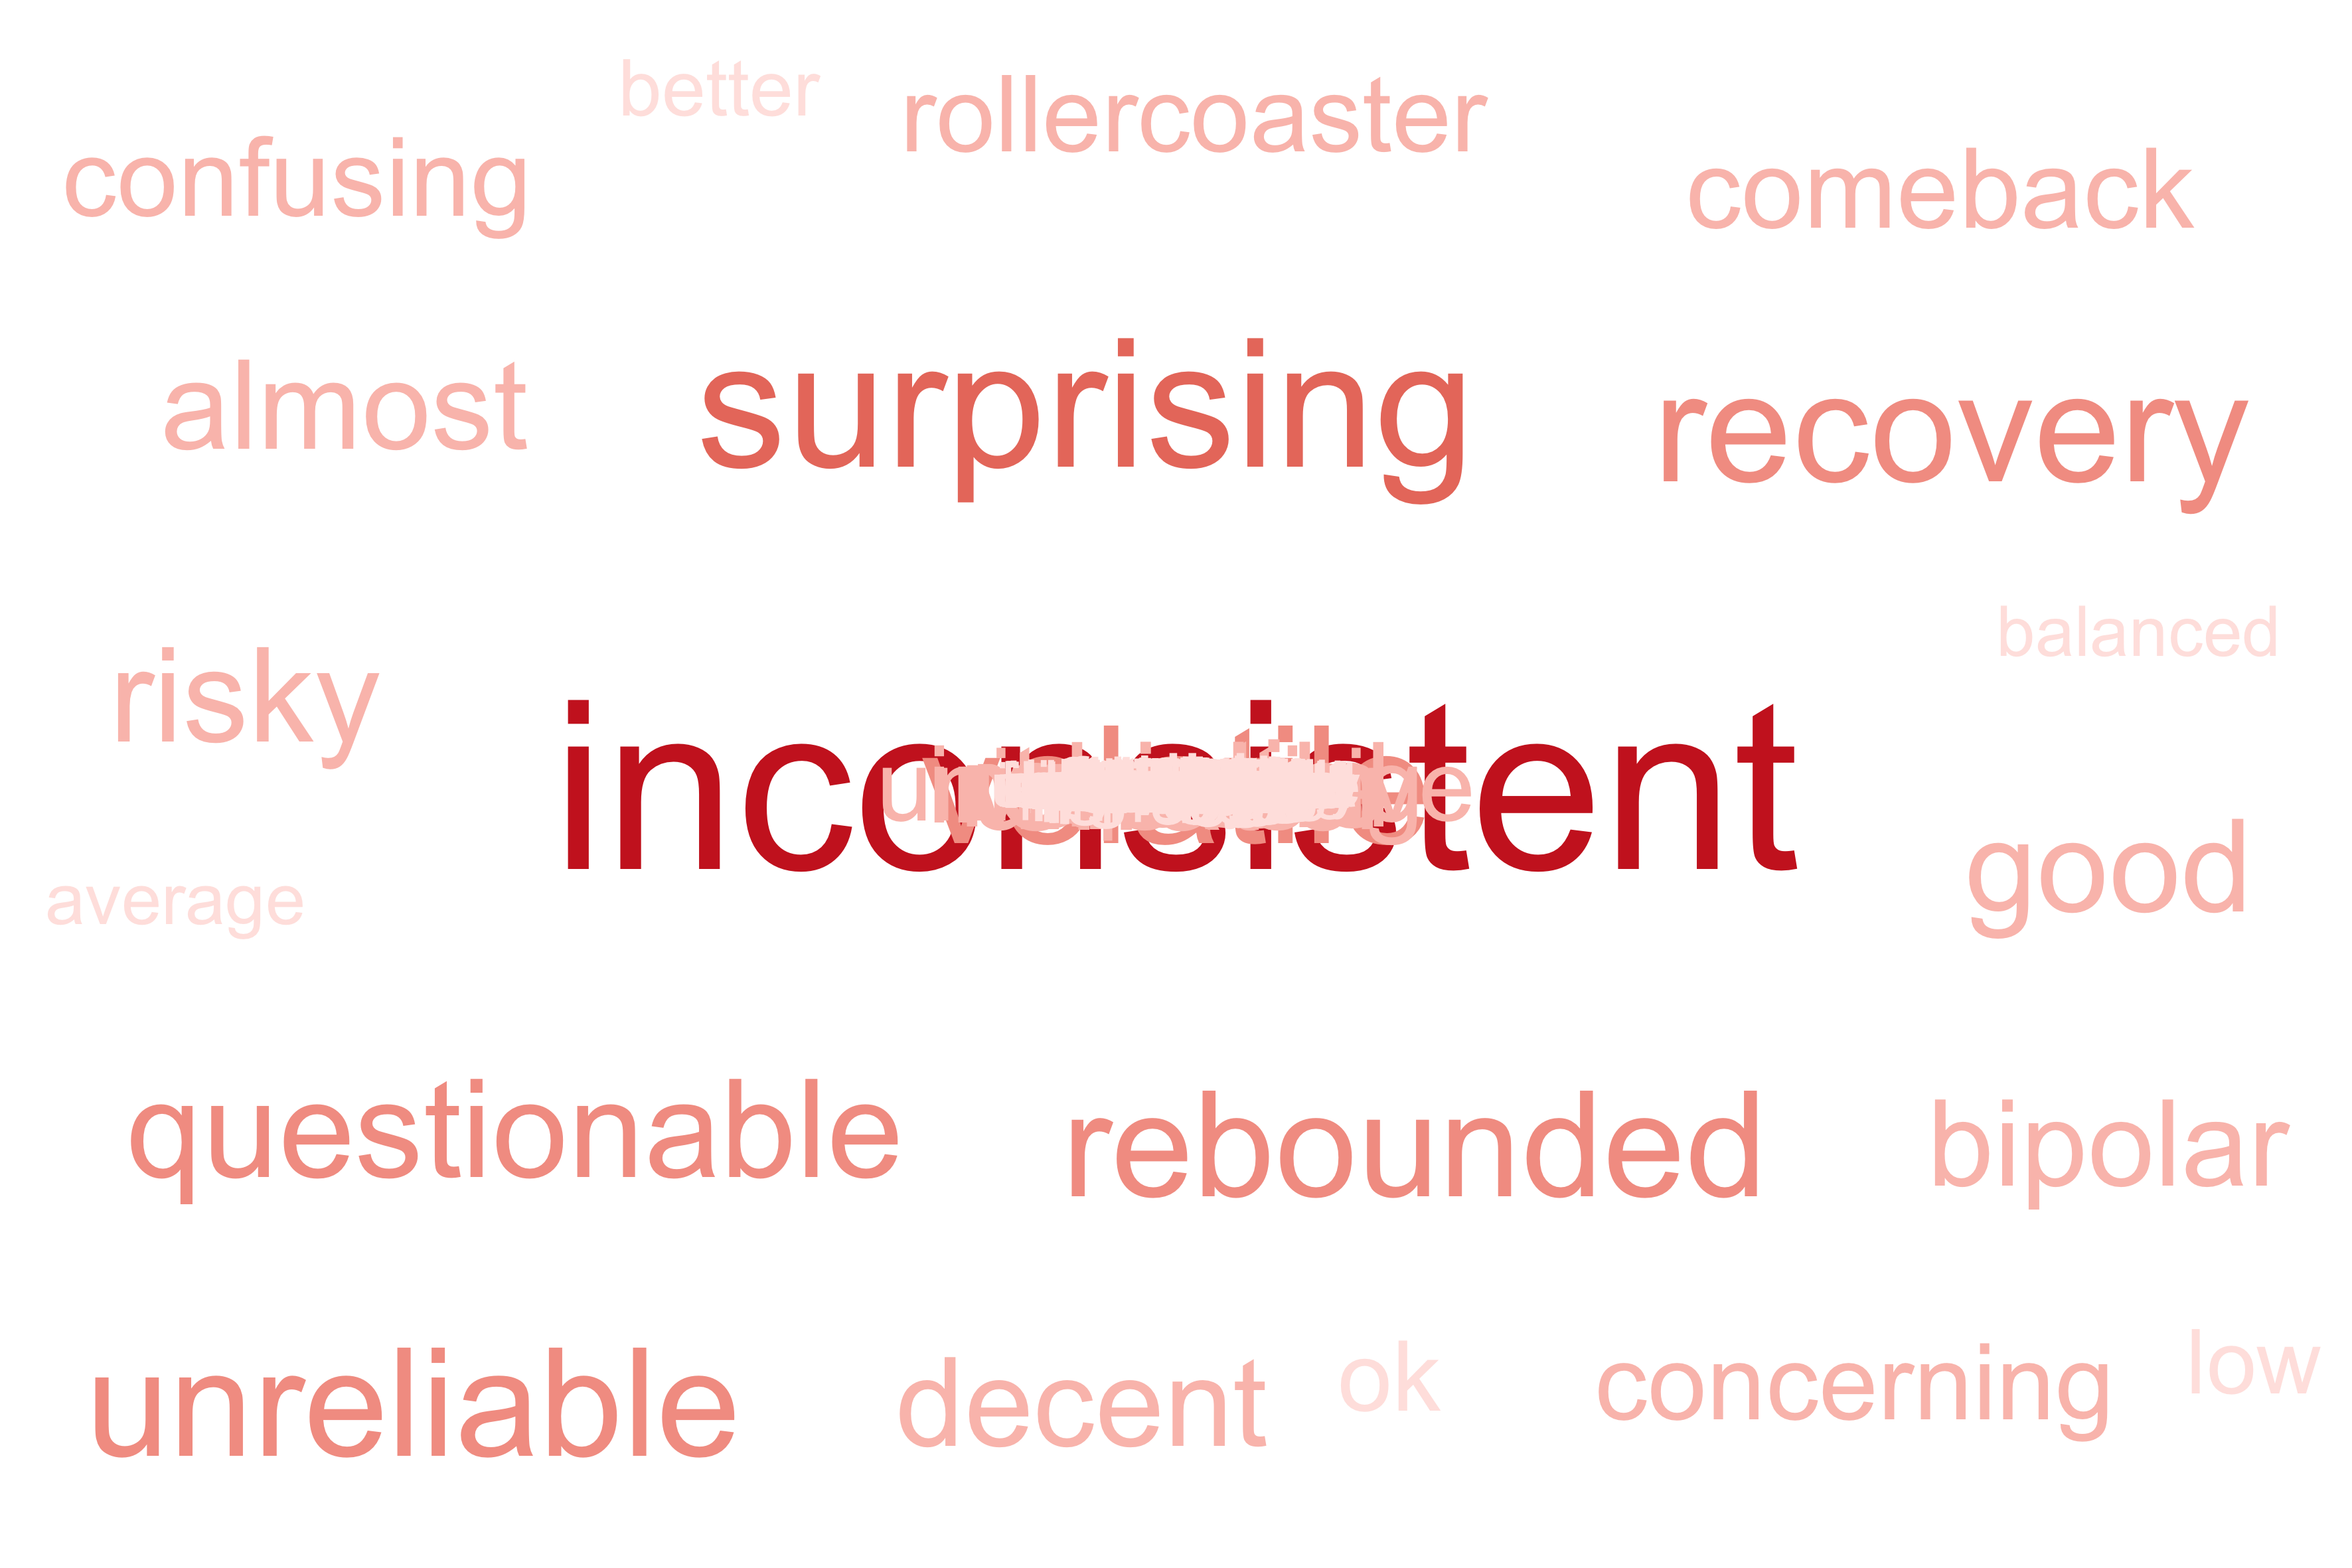 better
rollercoaster
confusing
comeback
almost
surprising
recovery
balanced
risky
inconsistent
good
average
questionable
rebounded
bipolar
unreliable
decent
ok
concerning
low